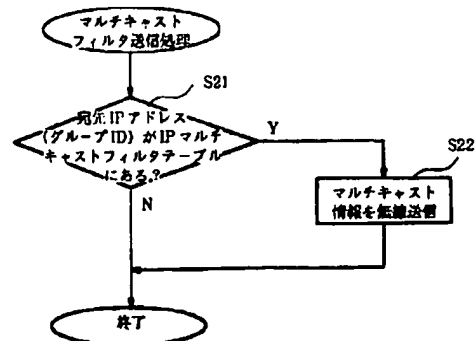 マルチキャスト
フィルタ送信処理
S21
宛先IPアドレス
(グループID)がIPマルチ
キャストフィルタテーブル
にある?
Y
S22
マルチキャスト
情報を無線送信
N
終了